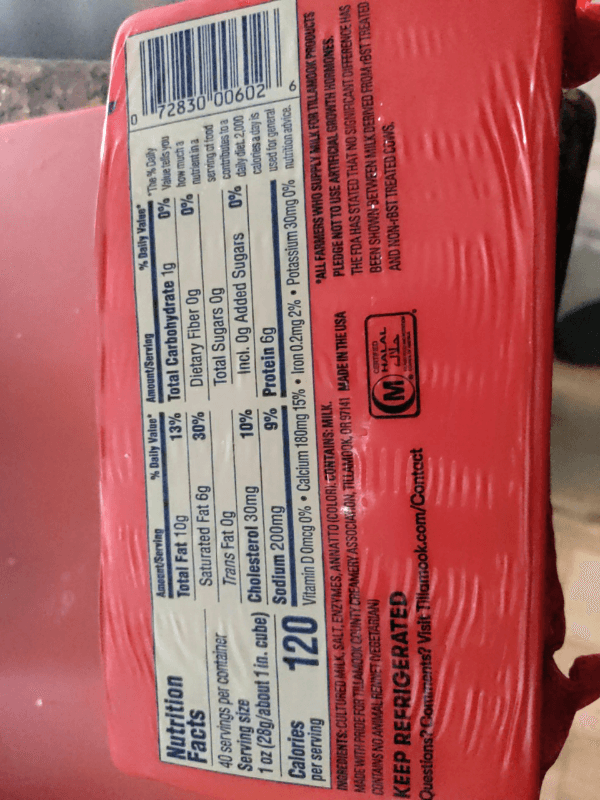 Nutrition
Facts
40 servings per container
Serving size
1 oz (28g/about 1 in. cube)
Calories
per serving
120
Amount/Serving % Daily Value*
Total Fat 10g 13%
Saturated Fat 6g 30%
Trans Fat 0g
Cholesterol 30mg 10%
Sodium 200mg 9%
Amount/Serving % Daily Value*
Total Carbohydrate 1g 0%
Dietary Fiber 0g 0%
Total Sugars 0g
Incl. 0g Added Sugars 0%
Protein 6g
*The % Daily
Value tells you
how much a
nutrient in a
serving of food
contributes to a
daily diet. 2,000
calories a day is
used for general
nutrition advice.
Vitamin D 0mcg 0% • Calcium 180mg 15% • Iron 0.2mg 2% • Potassium 30mg 0%
0 72830 00602 6
INGREDIENTS: CULTURED MILK, SALT, ENZYMES, ANNATTO (COLOR). CONTAINS: MILK.
MADE WITH PRIDE FOR TILLAMOOK COUNTY CREAMERY ASSOCIATION, TILLAMOOK, OR 97141 MADE IN THE USA
CONTAINS NO ANIMAL RENNET (VEGETARIAN)
KEEP REFRIGERATED
Questions? Comments? Visit Tillamook.com/Contact
CERTIFIED
HALAL
حلال
M
*ALL FARMERS WHO SUPPLY MILK FOR TILLAMOOK PRODUCTS
PLEDGE NOT TO USE ARTIFICIAL GROWTH HORMONES.
THE FDA HAS STATED THAT NO SIGNIFICANT DIFFERENCE HAS
BEEN SHOWN BETWEEN MILK DERIVED FROM rBST TREATED
AND NON-rBST TREATED COWS.